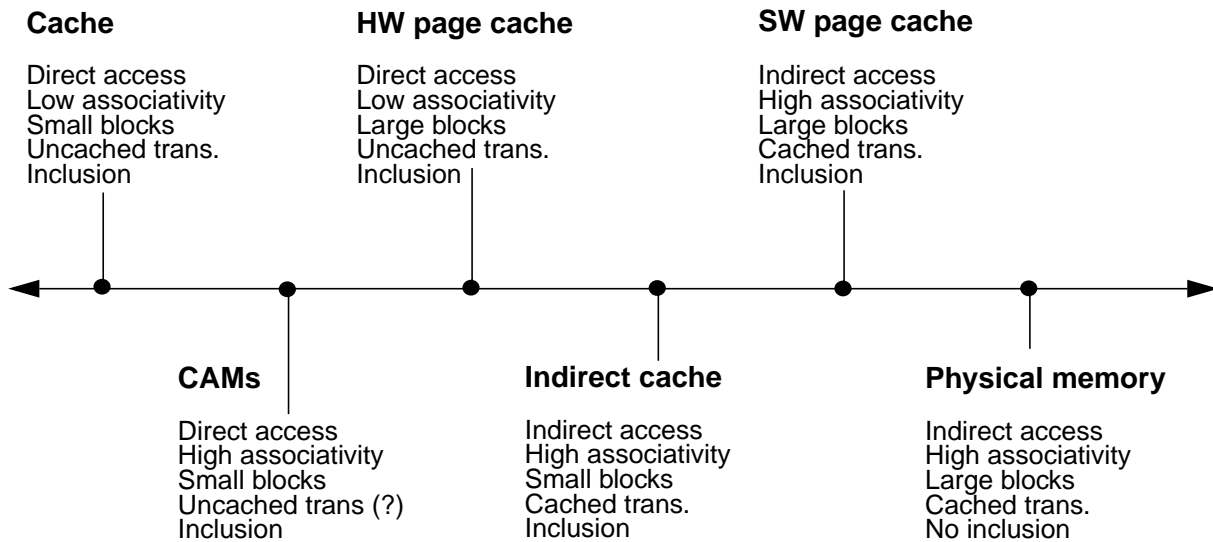 Cache
Direct access
Low associativity
Small blocks
Uncached trans.
Inclusion
HW page cache
Direct access
Low associativity
Large blocks
Uncached trans.
Inclusion
SW page cache
Indirect access
High associativity
Large blocks
Cached trans.
Inclusion
CAMs
Direct access
High associativity
Small blocks
Uncached trans (?)
Inclusion
Indirect cache
Indirect access
High associativity
Small blocks
Cached trans.
Inclusion
Physical memory
Indirect access
High associativity
Large blocks
Cached trans.
No inclusion